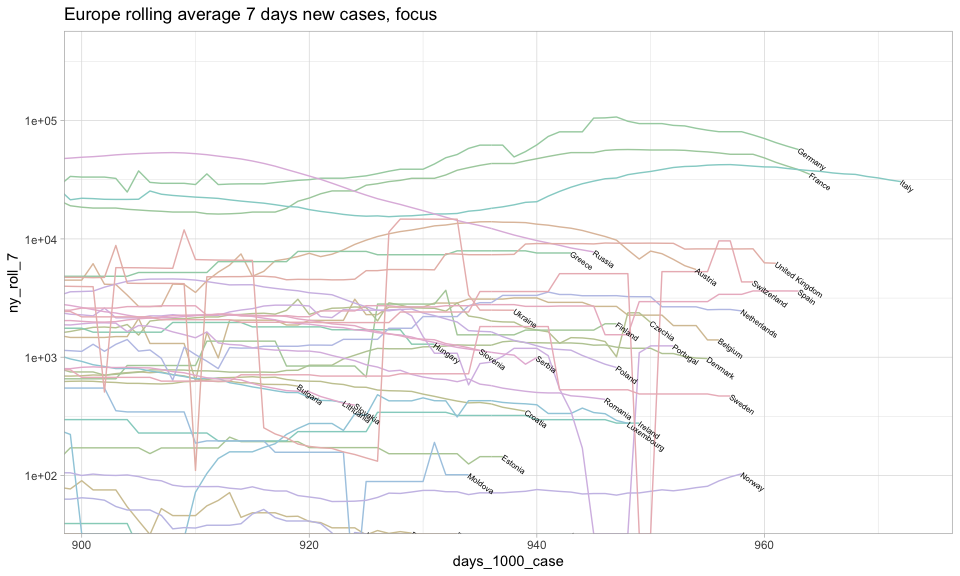 Europe rolling average 7 days new cases, focus
1e+05
1e+04
1e+03
1e+02
ny_roll_7
Germany
France
Italy
Russia
Greece
United Kingdom
Austria
Switzerland
Spain
Netherlands
Ukraine
Finland
Czechia
Belgium
Hungary
Slovenia
Serbia
Portugal
Denmark
Poland
Bulgaria
Lithuania
Slovakia
Croatia
Romania
Ireland
Luxembourg
Sweden
Estonia
Moldova
Norway
900
920
940
960
days_1000_case